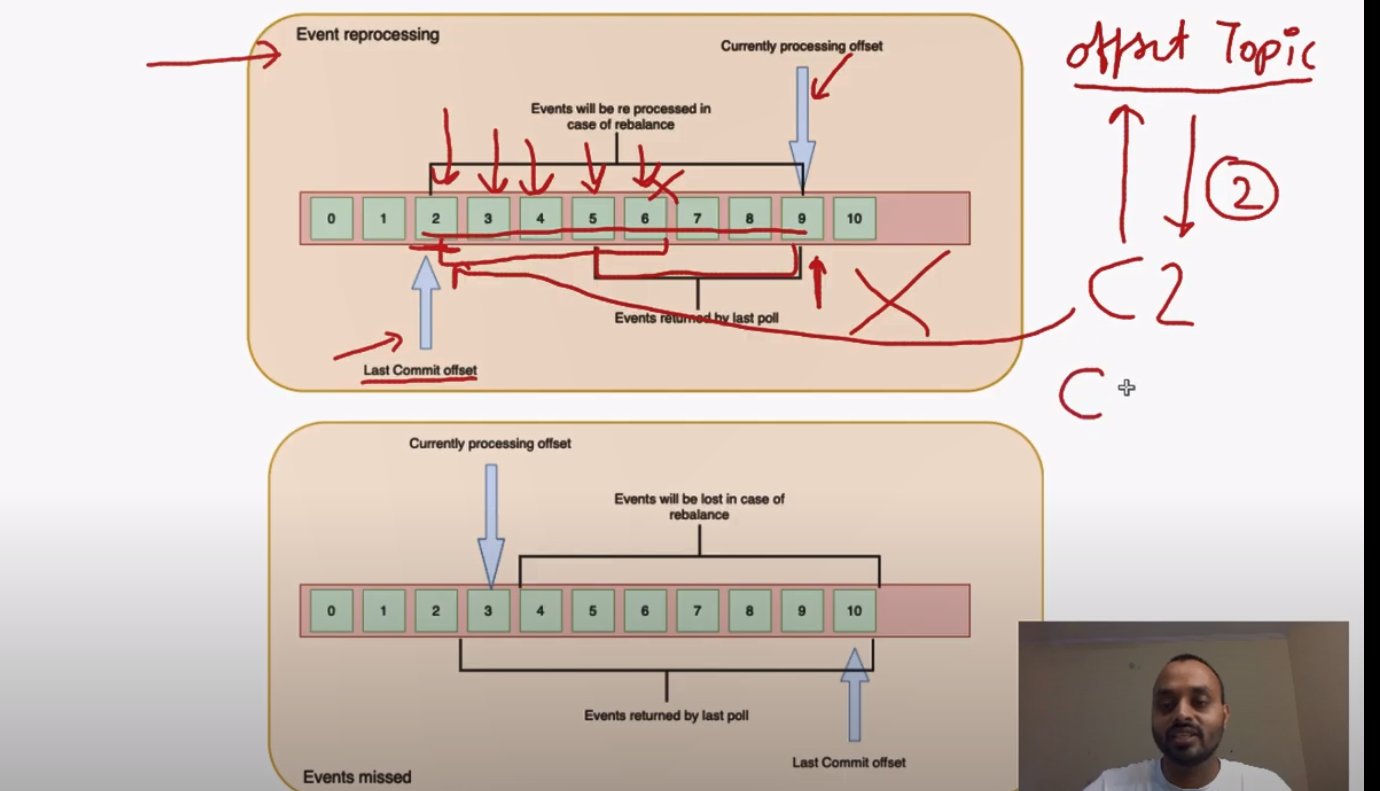 Event reprocessing
Currently processing offset
offset Topic
Events will be re processed in
case of rebalance
2
0 1 2 3 4 5 6 7 8 9 10
C2
Events returned by last poll
Last Commit offset
C
Currently processing offset
Events will be lost in case of
rebalance
0 1 2 3 4 5 6 7 8 9 10
Events returned by last poll
Last Commit offset
Events missed